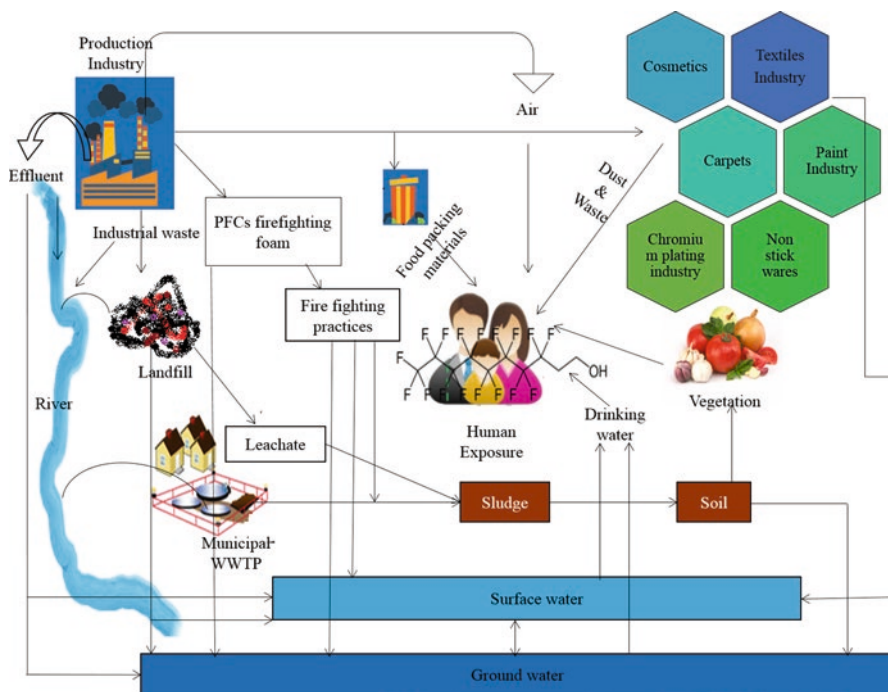 Production
Industry
Cosmetics
Textiles
Industry
Air
Effluent
Carpets
Paint
Industry
Dust
&
Waste
Industrial waste
PFCs firefighting
foam
Food packing
materials
Chromiu
m plating
industry
Non
stick
wares
Fire fighting
practices
F F F F F F F F
F
OH
F
F F F F F F F
Landfill
River
Drinking
water
Vegetation
Leachate
Human
Exposure
Sludge
Soil
Municipal-
WWTP
Surface water
Ground water